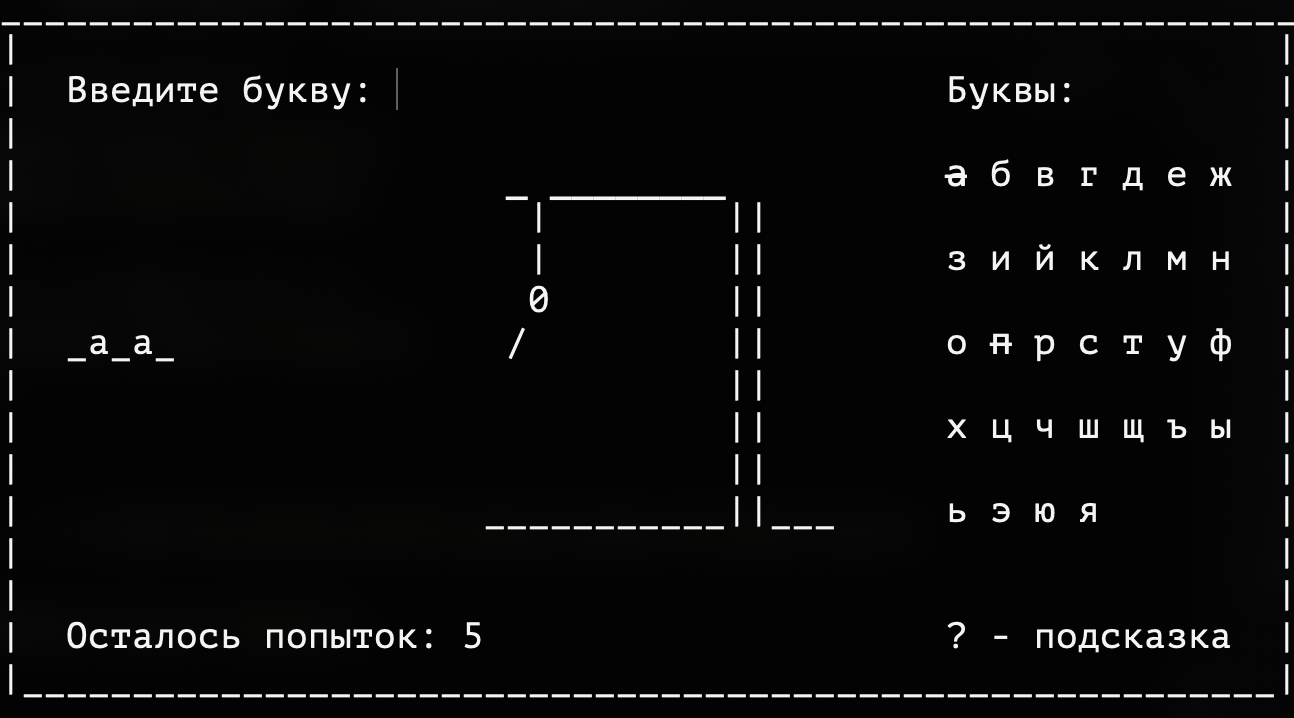 Введите букву:
Буквы:
а б в г д е ж
з и й к л м н
0
_а_а_
о п р с т у ф
х ц ч ш щ ъ ы
ь э ю я
Осталось попыток: 5
? - подсказка